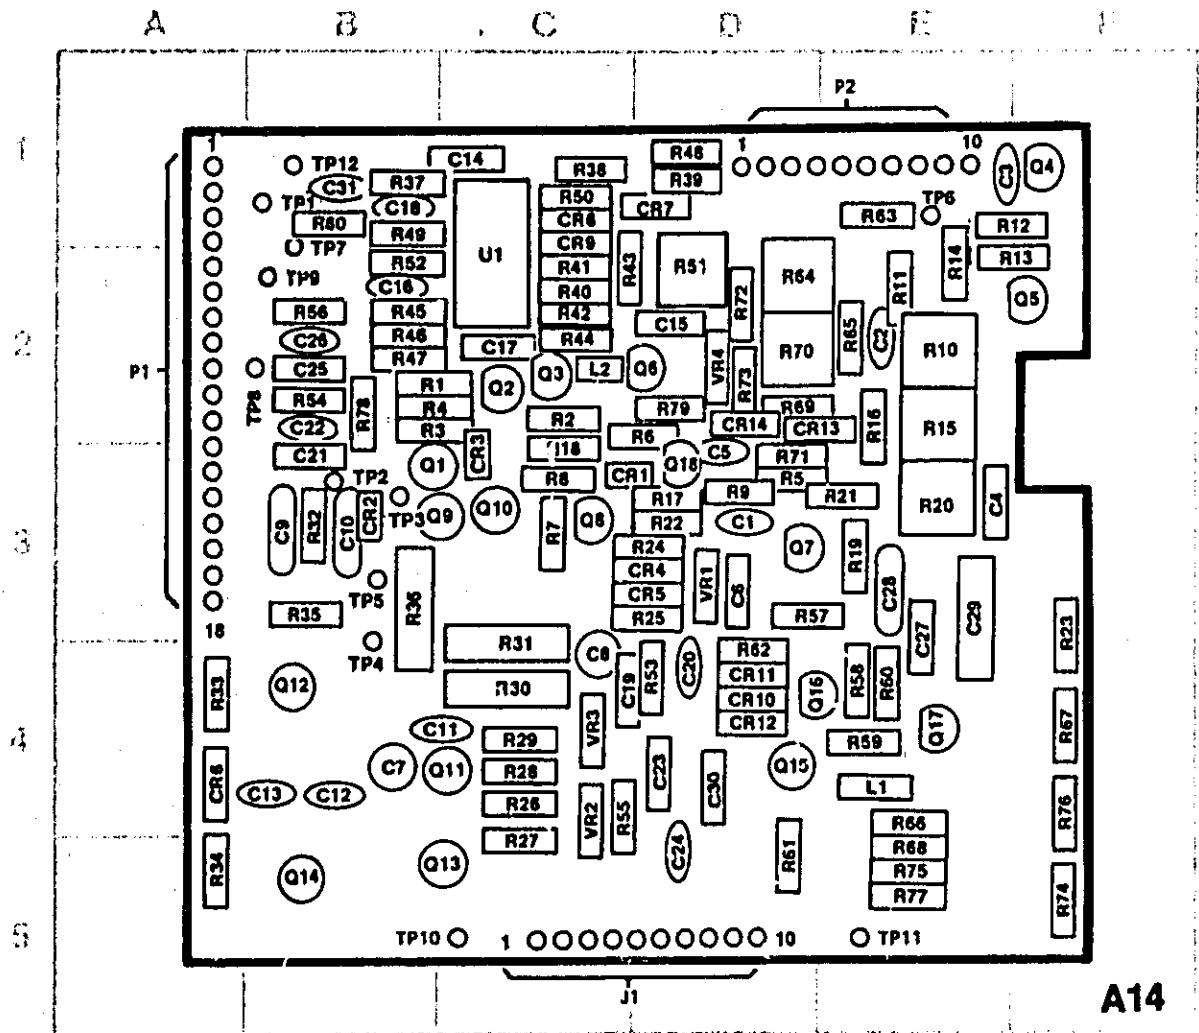 A B C D E F
P2
1
1 TP12 C14 R38 R48 R39 1 10 C3 Q4
C31 R37 R50 CR7 TP6
TP1 C18 CR8 R63
R80 R49 CR9 R12
TP7 U1 R43 R51 R64 R14 R13
TP9 R52 R41 R72 R11
C16 R40 Q5
R56 R45 R42 C15 R65 C2
2 C26 R46 C17 R44 VR4 R70 R10
P1 C25 R47 Q3 L2 Q6 R73
TP8 R54 R78 R1 Q2 R79 R69 R16
C22 R4 R2 CR14 CR13 R15
R3 R6
C21 Q1 CR3 CR1 Q18 C5 R71
TP2 R8 R5
C9 R32 C10 CR2 TP3 Q9 Q10 R17 R9 R21 R20 C4
3 R7 Q8 R22 C1 R19
R24 Q7
CR4 VR1 C6 C28 C29
TP5 R36 CR5
R35 R25 R57 C27 R23
18 TP4 R31 C8 R62
R33 Q12 R30 C19 R53 C20 CR11 Q16 R58 R60
CR10
4 C11 VR3 CR12 Q17 R67
R29 R59
C7 Q11 R28 C23 C30 Q15
CR6 C13 C12 R26 VR2 R55 L1 R76
R66
R34 R27 C24 R61 R68
Q14 Q13 R75 R74
R77
5 TP10 1 10 TP11
J1
A14